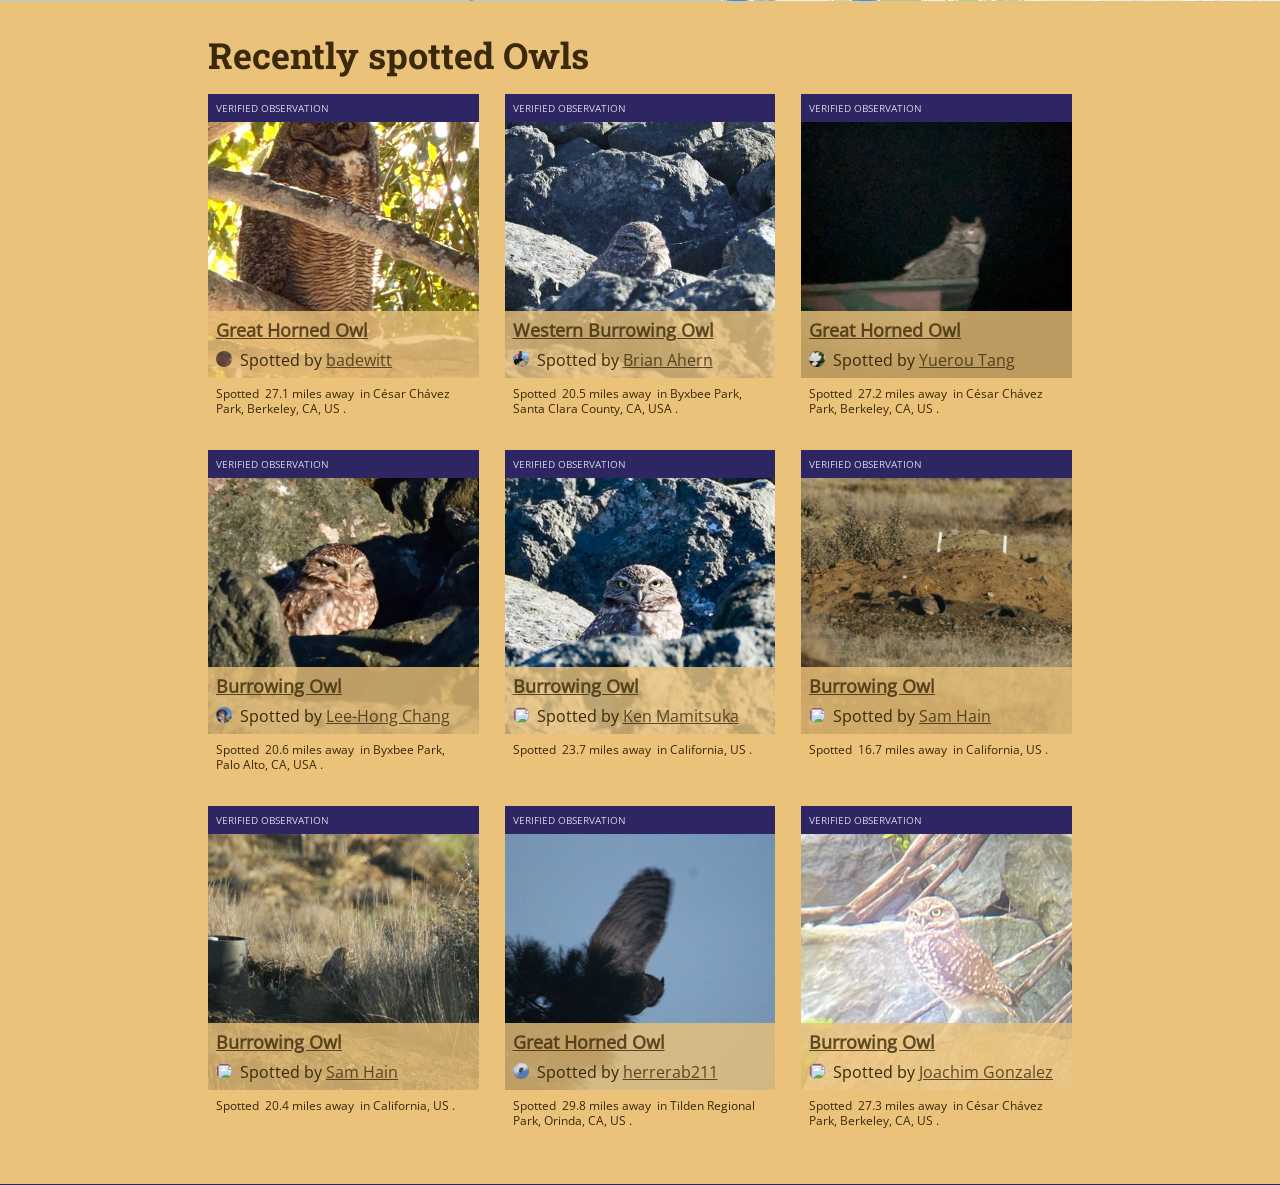 Recently spotted Owls
VERIFIED OBSERVATION
Great Horned Owl
Spotted by badewitt
Spotted 27.1 miles away in César Chávez
Park, Berkeley, CA, US .
VERIFIED OBSERVATION
Western Burrowing Owl
Spotted by Brian Ahern
Spotted 20.5 miles away in Byxbee Park,
Santa Clara County, CA, USA .
VERIFIED OBSERVATION
Great Horned Owl
Spotted by Yuerou Tang
Spotted 27.2 miles away in César Chávez
Park, Berkeley, CA, US .
VERIFIED OBSERVATION
Burrowing Owl
Spotted by Lee-Hong Chang
Spotted 20.6 miles away in Byxbee Park,
Palo Alto, CA, USA .
VERIFIED OBSERVATION
Burrowing Owl
Spotted by Ken Mamitsuka
Spotted 23.7 miles away in California, US .
VERIFIED OBSERVATION
Burrowing Owl
Spotted by Sam Hain
Spotted 16.7 miles away in California, US .
VERIFIED OBSERVATION
Burrowing Owl
Spotted by Sam Hain
Spotted 20.4 miles away in California, US .
VERIFIED OBSERVATION
Great Horned Owl
Spotted by herrerab211
Spotted 29.8 miles away in Tilden Regional
Park, Orinda, CA, US .
VERIFIED OBSERVATION
Burrowing Owl
Spotted by Joachim Gonzalez
Spotted 27.3 miles away in César Chávez
Park, Berkeley, CA, US .